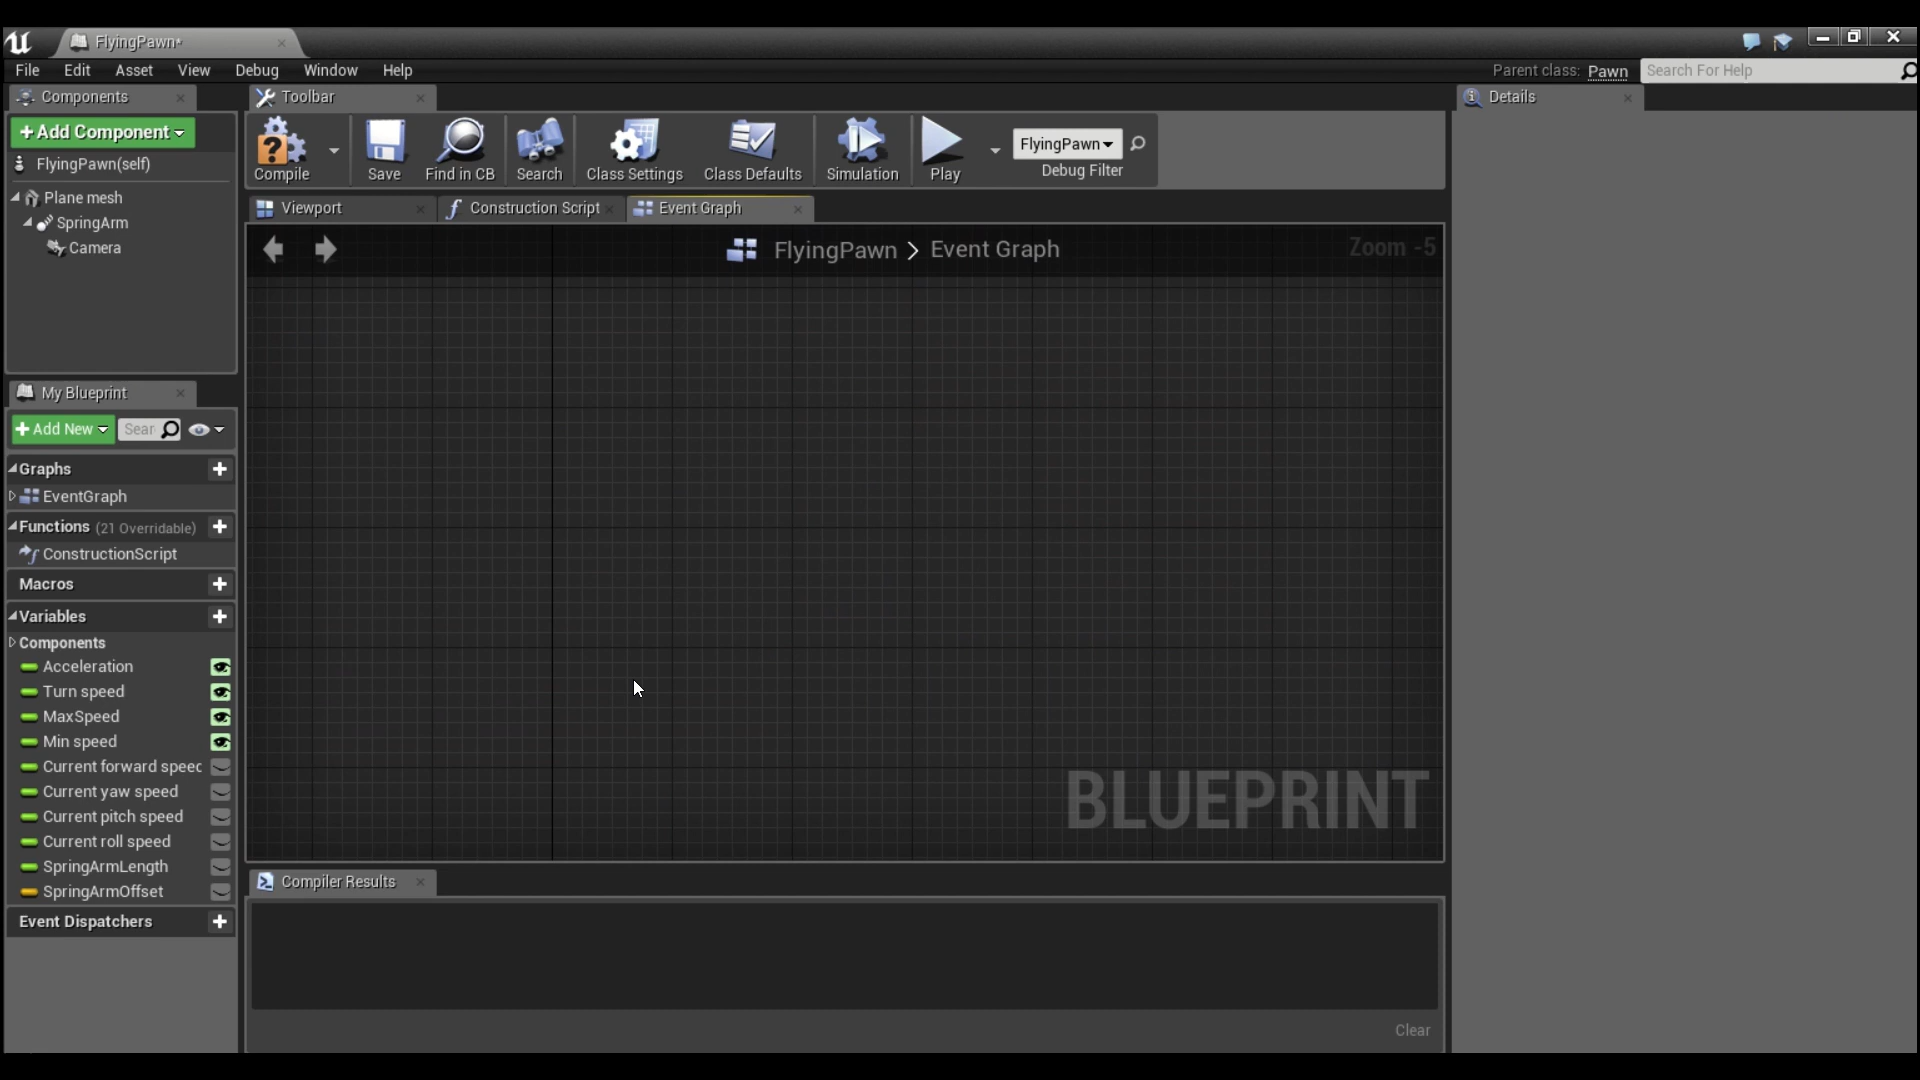 FlyingPawn*
File Edit Asset View Debug Window Help
Parent class: Pawn
Search For Help
Components
Toolbar
Details
+ Add Component
FlyingPawn(self)
Plane mesh
SpringArm
Camera
Compile
Save
Find in CB
Search
Class Settings
Class Defaults
Simulation
Play
FlyingPawn
Debug Filter
Viewport
Construction Script
Event Graph
FlyingPawn > Event Graph
Zoom -5
My Blueprint
+ Add New
Sear
Graphs
EventGraph
Functions (21 Overridable)
ConstructionScript
Macros
Variables
Components
Acceleration
Turn speed
MaxSpeed
Min speed
Current forward speed
Current yaw speed
Current pitch speed
Current roll speed
SpringArmLength
SpringArmOffset
Event Dispatchers
BLUEPRINT
Compiler Results
Clear